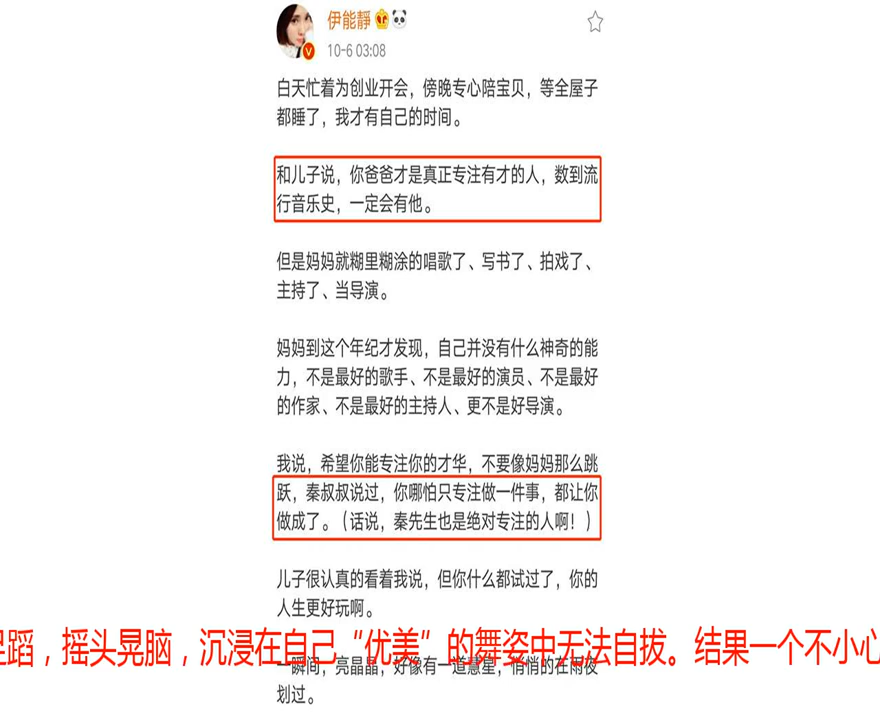 伊能靜
10-6 03:08
白天忙着为创业开会，傍晚专心陪宝贝，等全屋子
都睡了，我才有自己的时间。
和儿子说，你爸爸才是真正专注有才的人，数到流
行音乐史，一定会有他。
但是妈妈就糊里糊涂的唱歌了、写书了、拍戏了、
主持了、当导演。
妈妈到这个年纪才发现，自己并没有什么神奇的能
力，不是最好的歌手、不是最好的演员、不是最好
的作家、不是最好的主持人、更不是好导演。
我说，希望你能专注你的才华，不要像妈妈那么跳
跃，秦叔叔说过，你哪怕只专注做一件事，都让你
做成了。（话说，秦先生也是绝对专注的人啊！）
儿子很认真的看着我说，但你什么都试过了，你的
人生更好玩啊。
足蹈，摇头晃脑，沉浸在自己“优美”的舞姿中无法自拔。结果一个不小心
一瞬间，亮晶晶，好像有一道慧星，悄悄的在雨夜
划过。